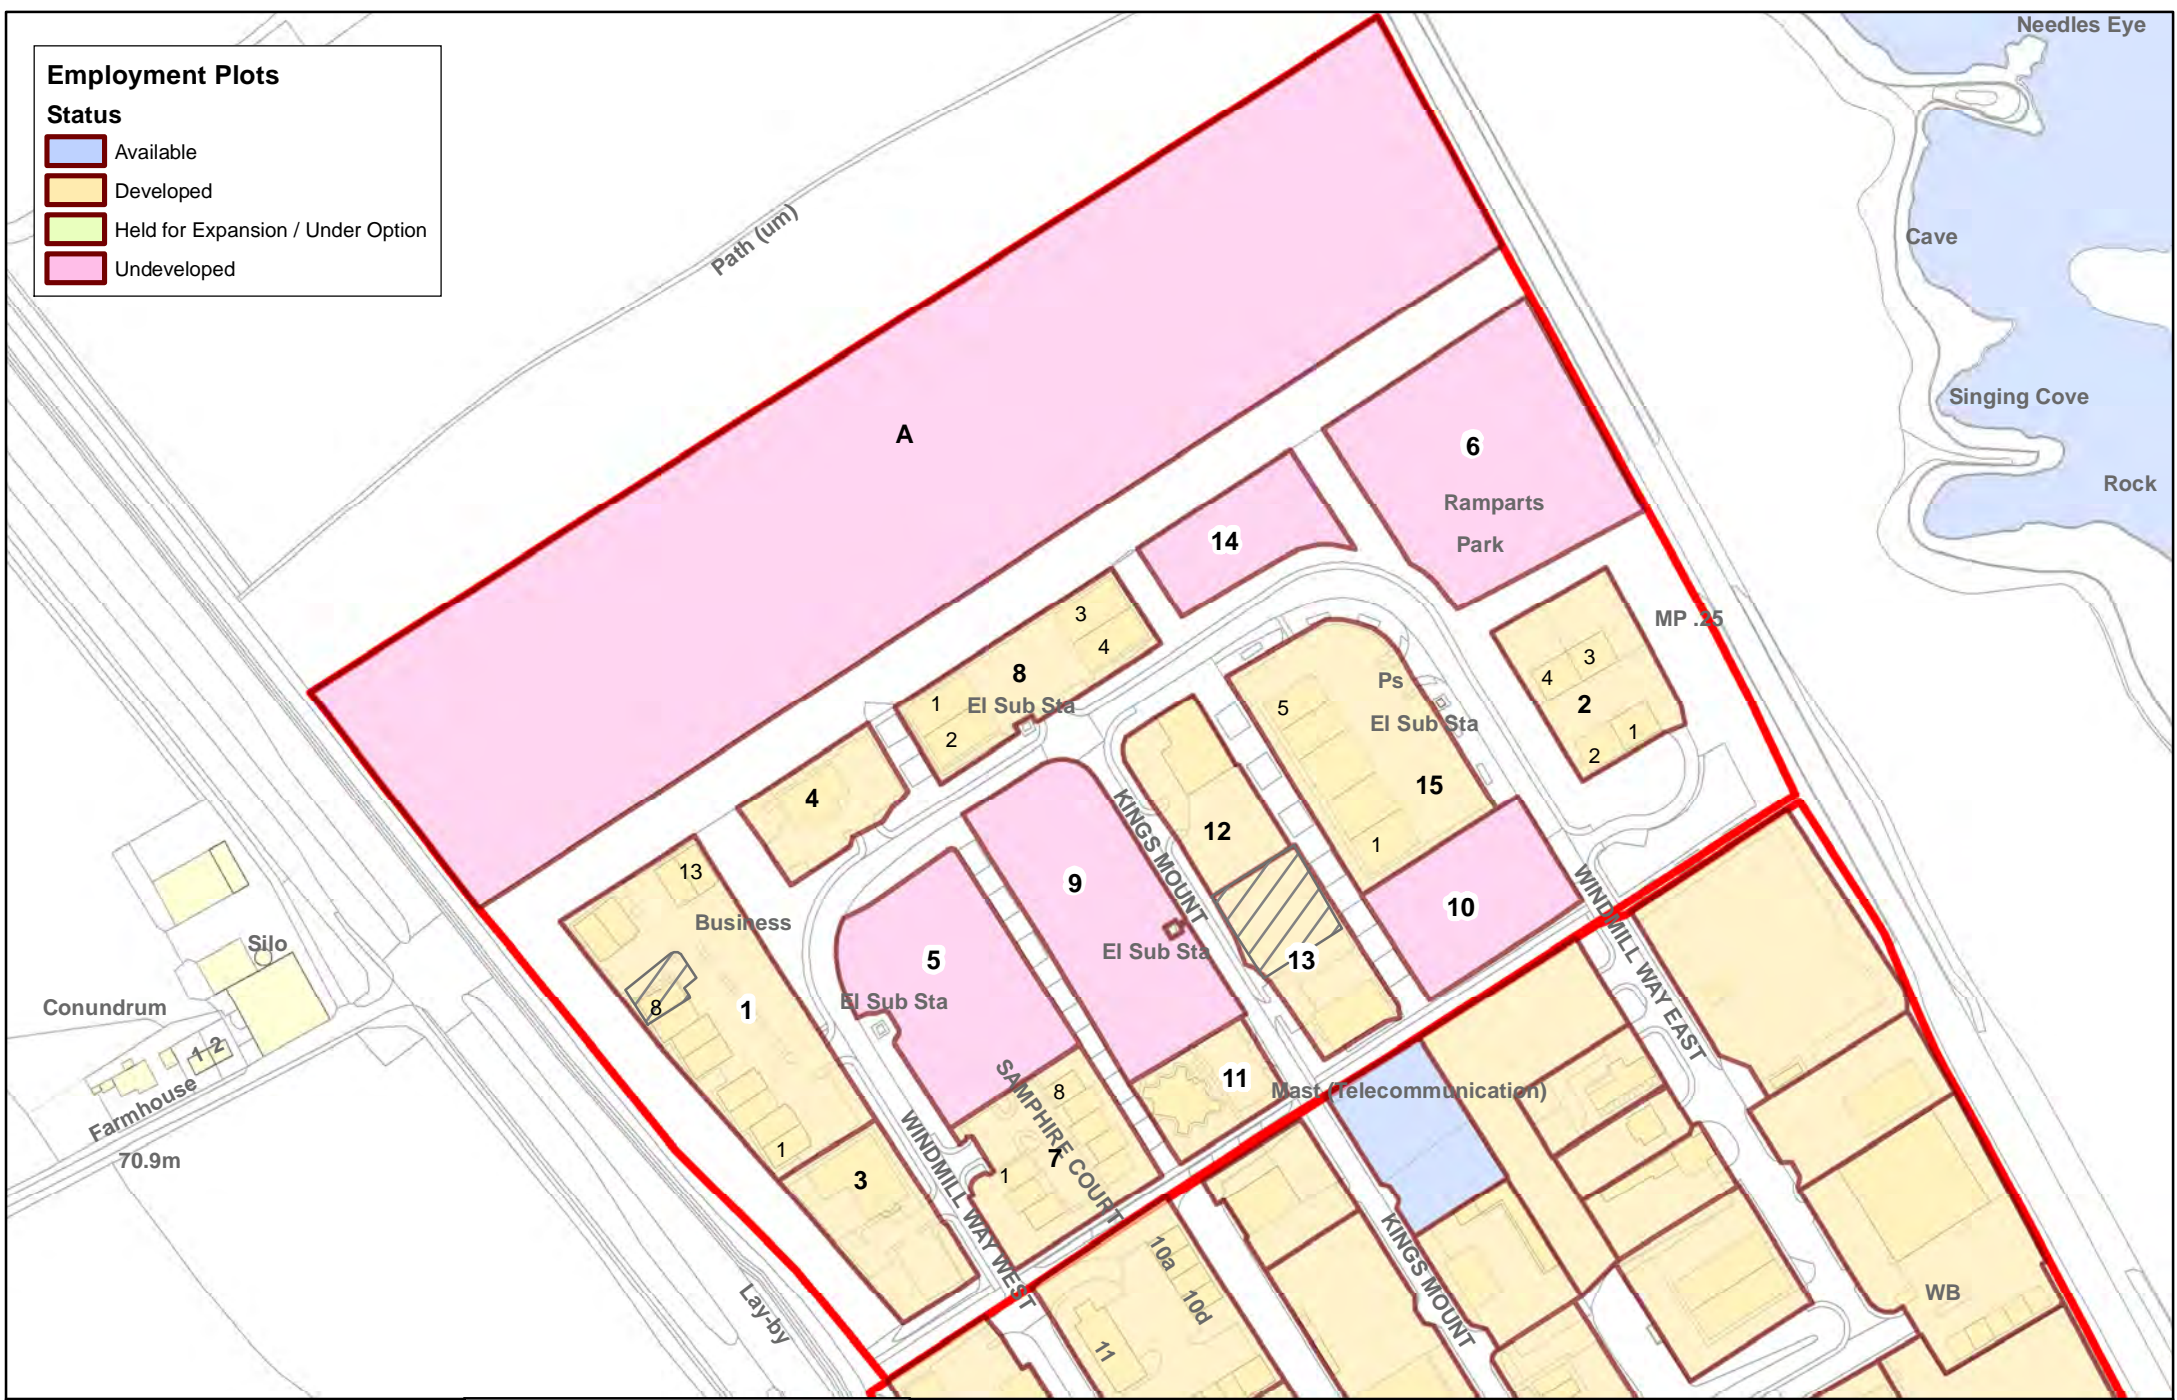 Employment Plots
Status
Available
Developed
Held for Expansion / Under Option
Undeveloped
Needles Eye
Path (um)
Cave
Singing Cove
Rock
A
6
Ramparts
Park
14
MP .25
3
4
8
1
El Sub Sta
2
Ps
5
El Sub Sta
15
1
3
4
2
1
2
4
KINGS MOUNT
12
9
El Sub Sta
13
10
WINDMILL WAY EAST
13
Business
8
1
1
5
El Sub Sta
Silo
Conundrum
1 2
Farmhouse
70.9m
3
WINDMILL WAY WEST
SAMPHIRE COURT
8
7
1
11
Mast (Telecommunication)
KINGS MOUNT
10a
10d
11
Lay-by
WB